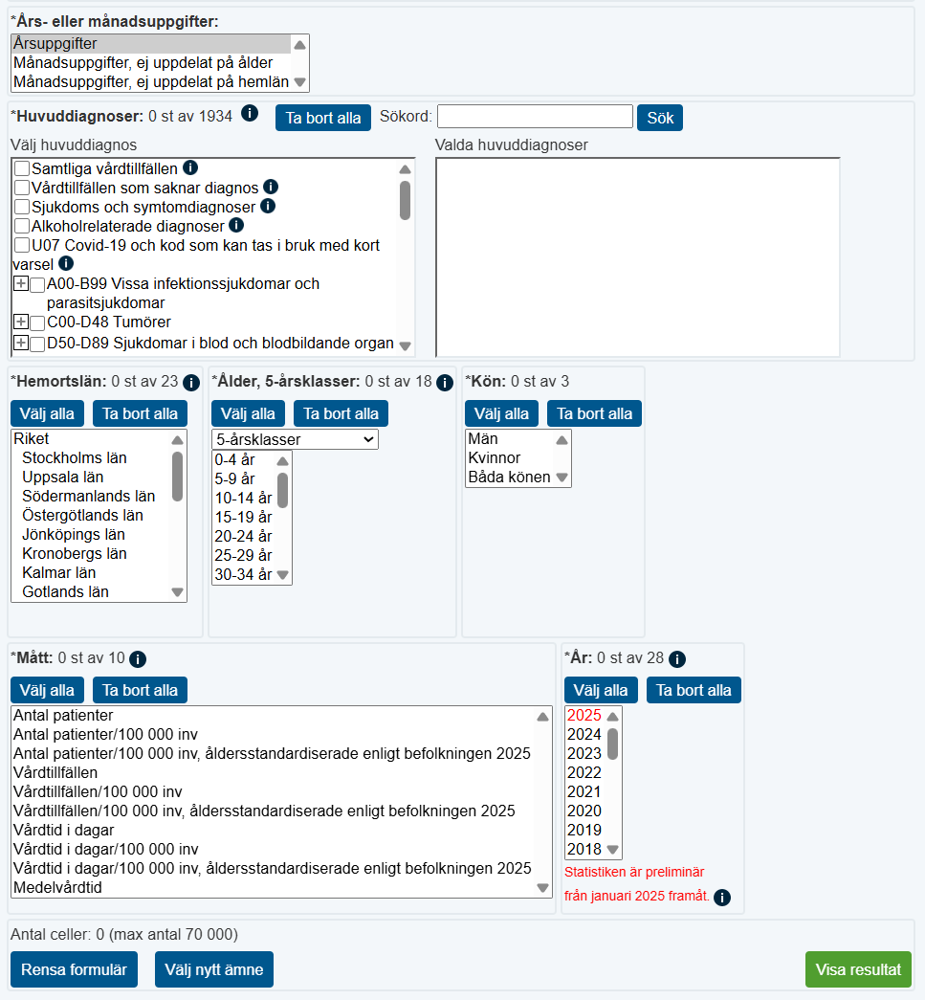 *Års- eller månadsuppgifter:
Årsuppgifter
Månadsuppgifter, ej uppdelat på ålder
Månadsuppgifter, ej uppdelat på hemlän
*Huvuddiagnoser: 0 st av 1934 i Ta bort alla Sökord: Sök
Välj huvuddiagnos Valda huvuddiagnoser
Samtliga vårdtillfällen i
Vårdtillfällen som saknar diagnos i
Sjukdoms och symtomdiagnoser i
Alkoholrelaterade diagnoser i
U07 Covid-19 och kod som kan tas i bruk med kort
varsel i
A00-B99 Vissa infektionssjukdomar och
parasitsjukdomar
C00-D48 Tumörer
D50-D89 Sjukdomar i blod och blodbildande organ
*Hemortslän: 0 st av 23 i
Välj alla Ta bort alla
Riket
Stockholms län
Uppsala län
Södermanlands län
Östergötlands län
Jönköpings län
Kronobergs län
Kalmar län
Gotlands län
*Ålder, 5-årsklasser: 0 st av 18 i
Välj alla Ta bort alla
5-årsklasser
0-4 år
5-9 år
10-14 år
15-19 år
20-24 år
25-29 år
30-34 år
*Kön: 0 st av 3
Välj alla Ta bort alla
Män
Kvinnor
Båda könen
*Mått: 0 st av 10 i
Välj alla Ta bort alla
Antal patienter
Antal patienter/100 000 inv
Antal patienter/100 000 inv, åldersstandardiserade enligt befolkningen 2025
Vårdtillfällen
Vårdtillfällen/100 000 inv
Vårdtillfällen/100 000 inv, åldersstandardiserade enligt befolkningen 2025
Vårdtid i dagar
Vårdtid i dagar/100 000 inv
Vårdtid i dagar/100 000 inv, åldersstandardiserade enligt befolkningen 2025
Medelvårdtid
*År: 0 st av 28 i
Välj alla Ta bort alla
2025
2024
2023
2022
2021
2020
2019
2018
Statistiken är preliminär
från januari 2025 framåt. i
Antal celler: 0 (max antal 70 000)
Rensa formulär Välj nytt ämne Visa resultat